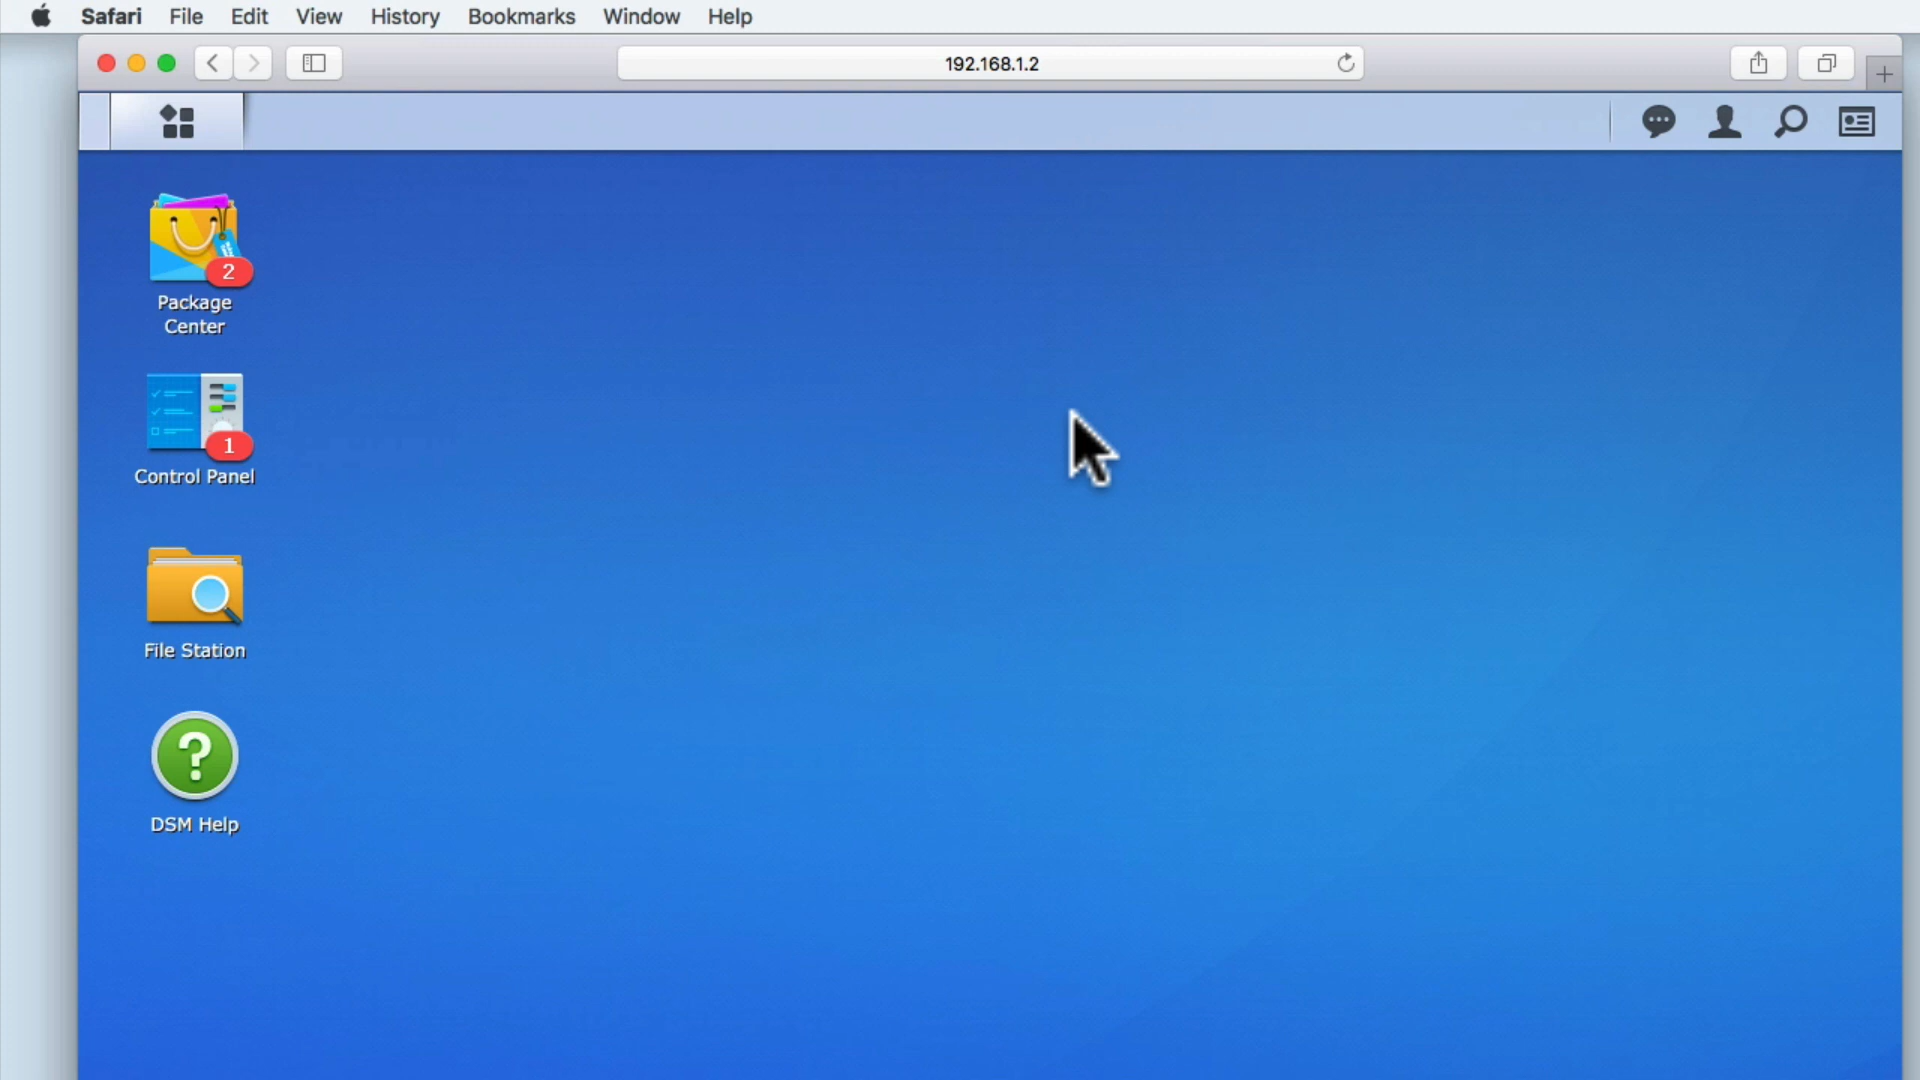 Safari File Edit View History Bookmarks Window Help
192.168.1.2
2
Package
Center
1
Control Panel
File Station
?
DSM Help